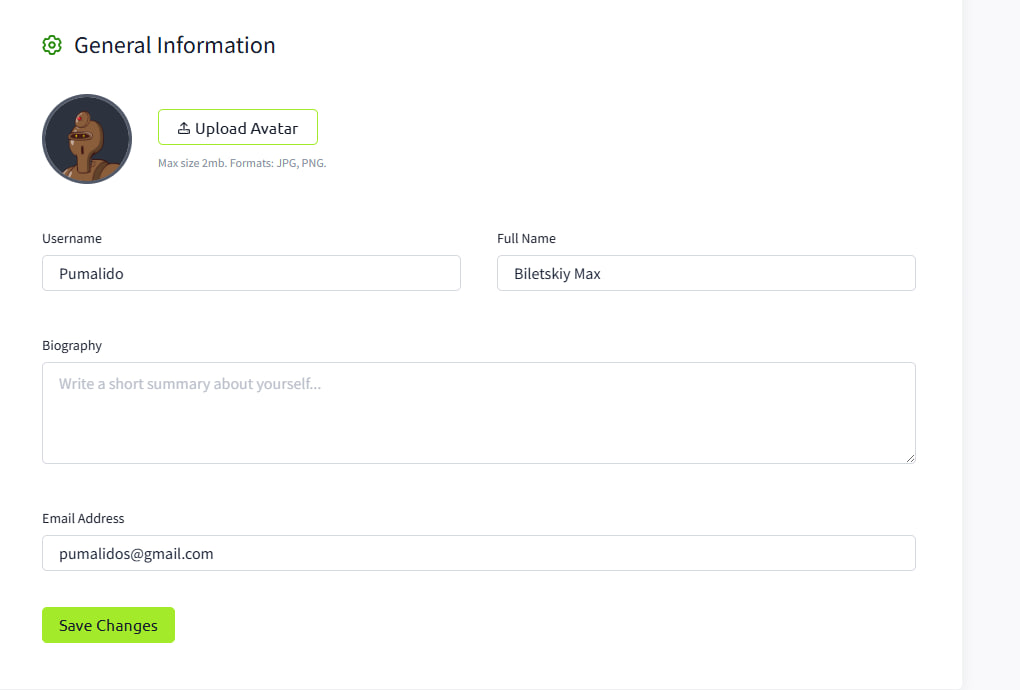 General Information
Upload Avatar
Max size 2mb. Formats: JPG, PNG.
Username
Full Name
Pumalido
Biletskiy Max
Biography
Write a short summary about yourself...
Email Address
pumalidos@gmail.com
Save Changes